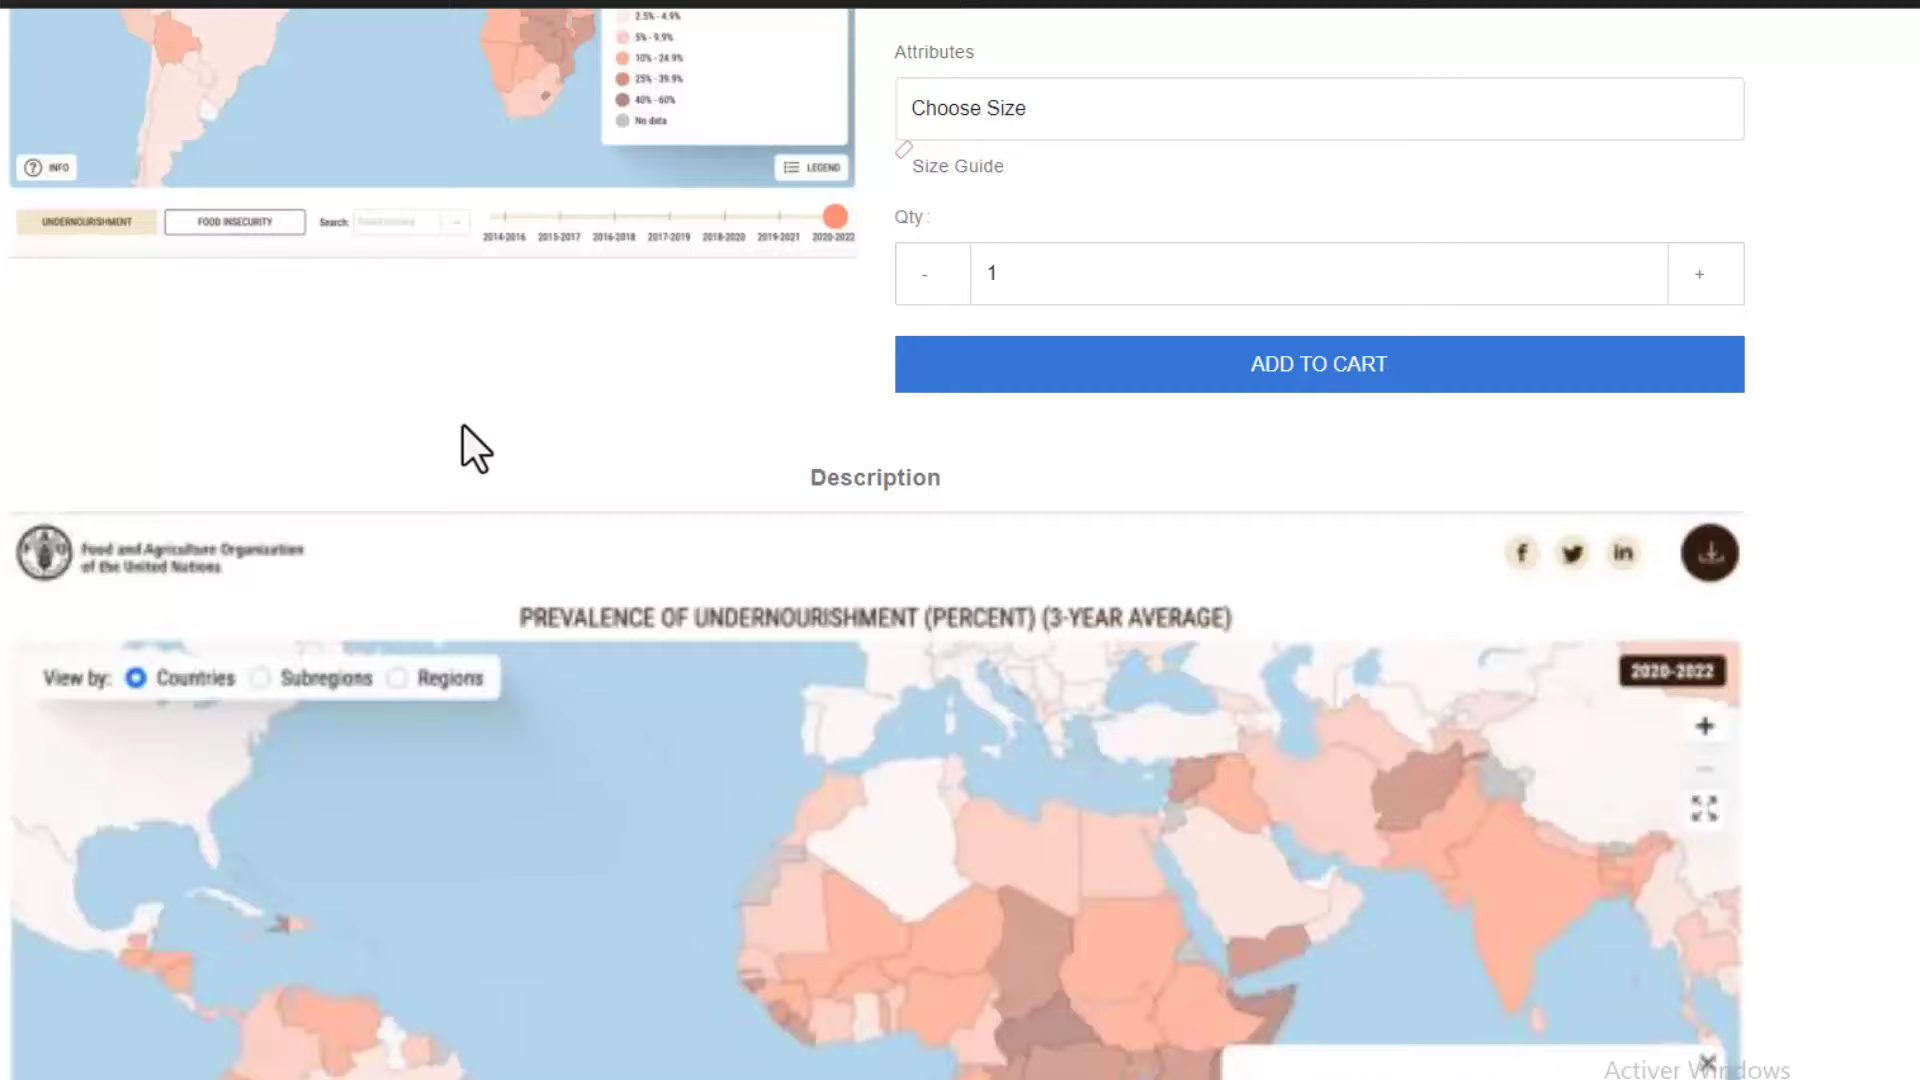 2.5% - 4.9%
5% - 9.9%
10% - 24.9%
25% - 39.9%
40% - 60%
No data
INFO
LEGEND
UNDERNOURISHMENT
FOOD INSECURITY
Search:
2014-2016
2015-2017
2016-2018
2017-2019
2018-2020
2019-2021
2020-2022
Attributes
Choose Size
Size Guide
Qty :
-
1
+
ADD TO CART
Description
Food and Agriculture Organization
of the United Nations
PREVALENCE OF UNDERNOURISHMENT (PERCENT) (3-YEAR AVERAGE)
View by:
Countries
Subregions
Regions
2020-2022
Activer Windows